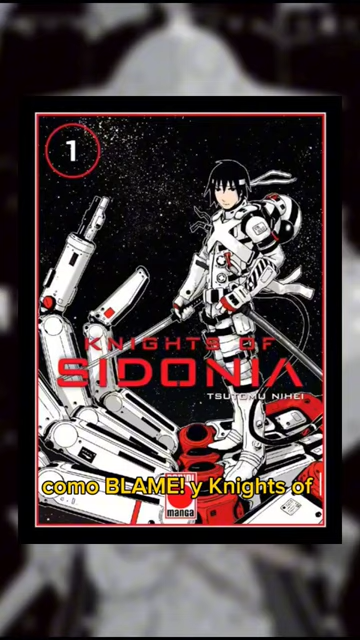 1
KNIGHTS OF
SIDONIA
TSUTOMU NIHEI
como BLAME! y Knights of
manga